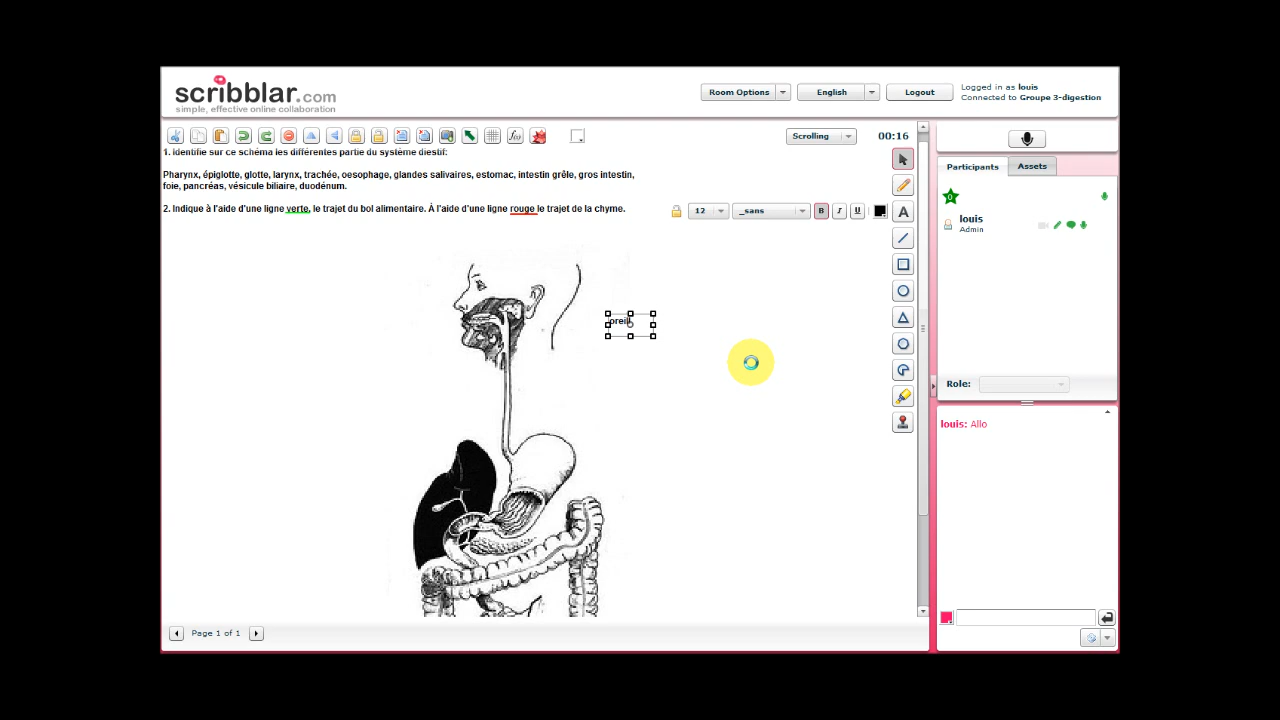 scribblar.com
simple, effective online collaboration
Room Options
English
Logout
Logged in as louis
Connected to Groupe 3-digestion
f(x)
Scrolling
00:16
1. Identifie sur ce schéma les différentes partie du système diestif:
Pharynx, épiglotte, glotte, larynx, trachée, oesophage, glandes salivaires, estomac, intestin grêle, gros intestin,
foie, pancréas, vésicule biliaire, duodénum.
2. Indique à l'aide d'une ligne verte, le trajet du bol alimentaire. À l'aide d'une ligne rouge le trajet de la chyme.
12
_sans
B
I
U
A
oreill
Participants
Assets
0
louis
Admin
Role:
louis: Allo
Page 1 of 1